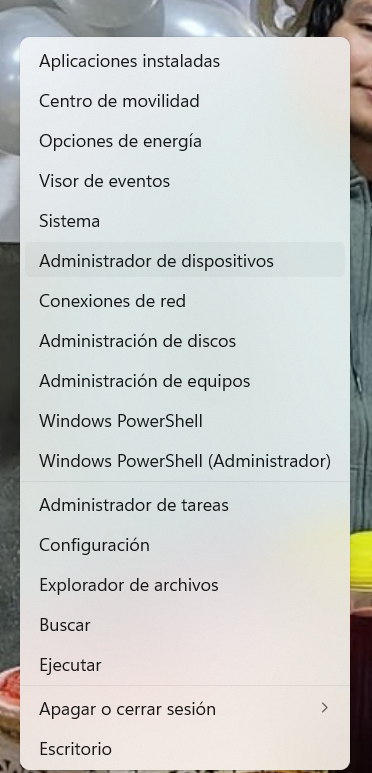 Aplicaciones instaladas
Centro de movilidad
Opciones de energía
Visor de eventos
Sistema
Administrador de dispositivos
Conexiones de red
Administración de discos
Administración de equipos
Windows PowerShell
Windows PowerShell (Administrador)
Administrador de tareas
Configuración
Explorador de archivos
Buscar
Ejecutar
Apagar o cerrar sesión
Escritorio